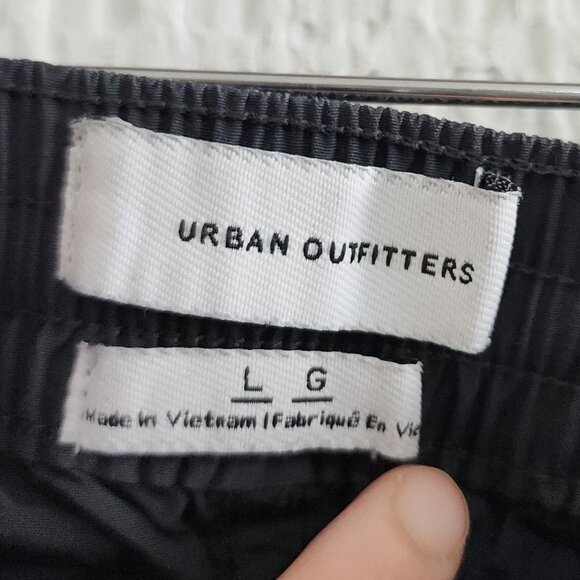 URBAN OUTFITTERS
L G
Made in Vietnam | Fabriqué En